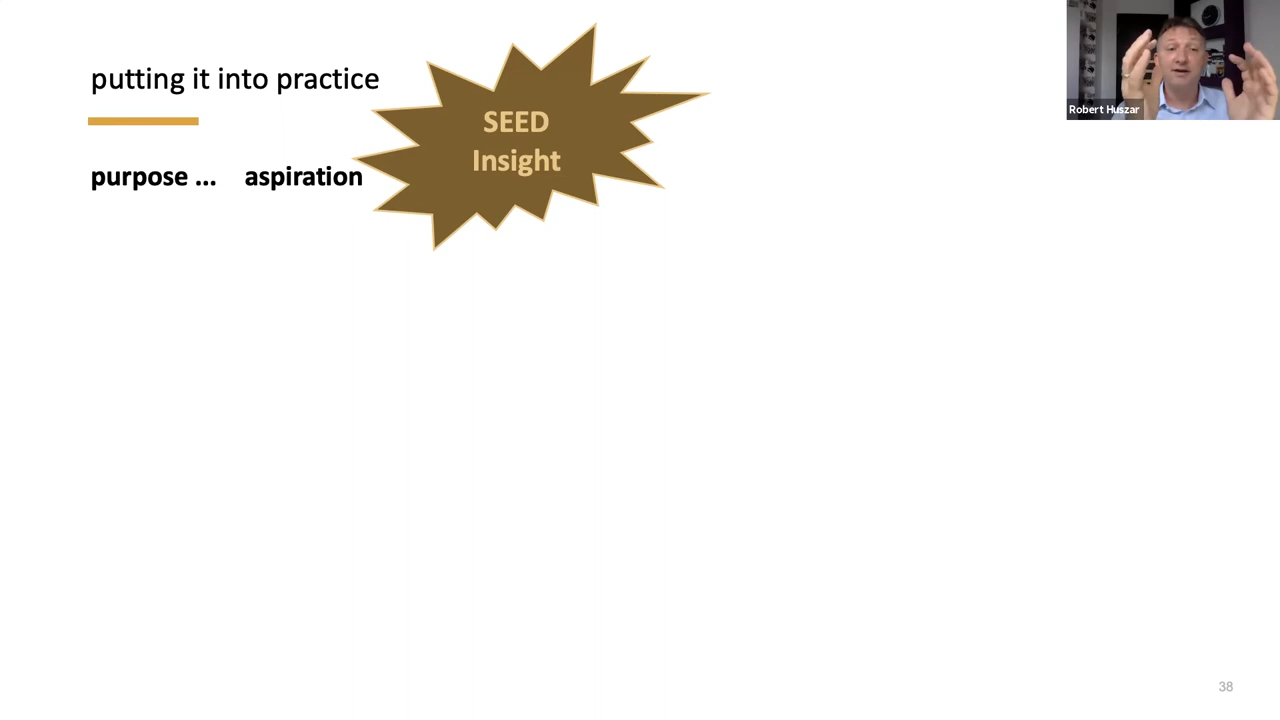 putting it into practice
SEED
Insight
purpose ... aspiration
Robert Huszar
38